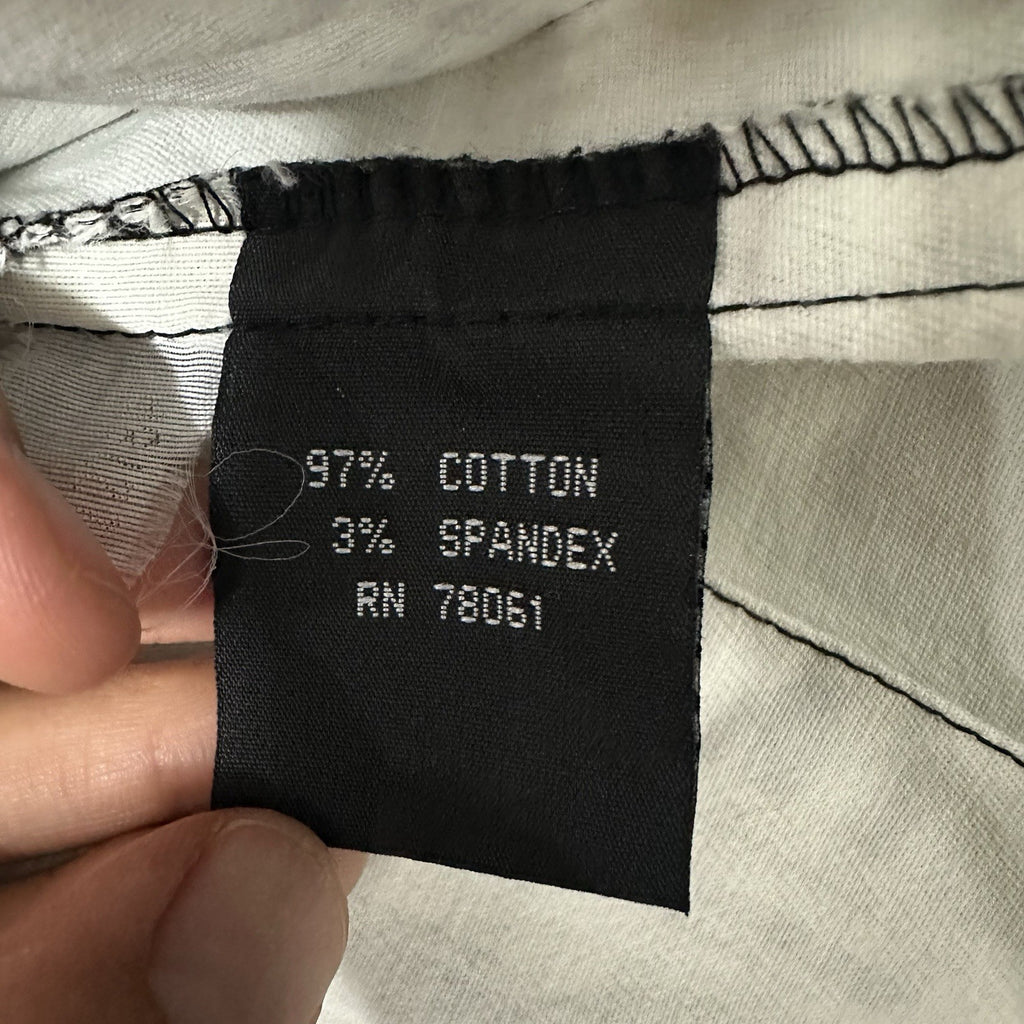 97% COTTON
3% SPANDEX
RN 78061